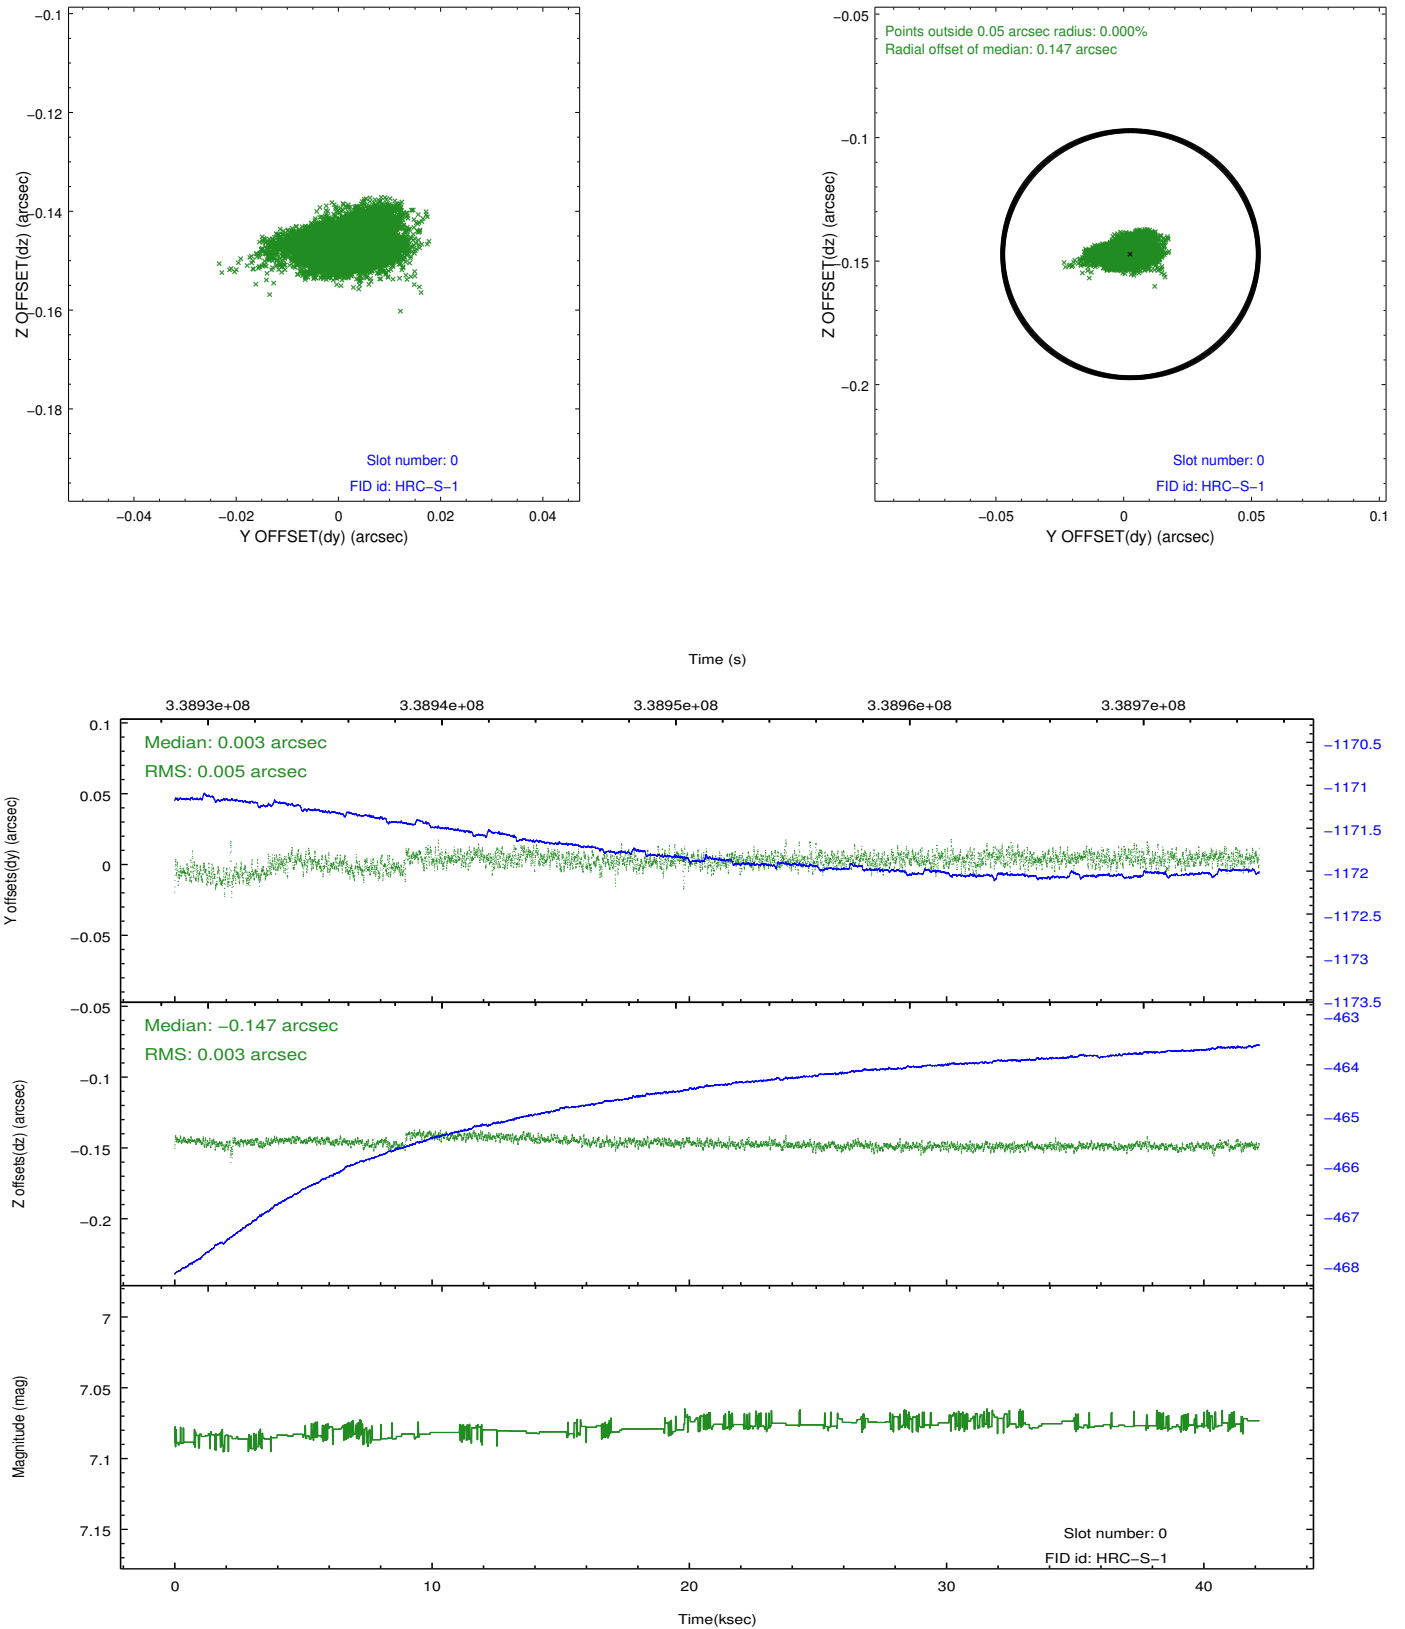 −0.1
−0.12
−0.14
−0.16
−0.18
Z OFFSET(dz) (arcsec)
Slot number: 0
FID id: HRC−S−1
−0.04
−0.02
0
0.02
0.04
Y OFFSET(dy) (arcsec)
−0.05
−0.1
−0.15
−0.2
Z OFFSET(dz) (arcsec)
Points outside 0.05 arcsec radius: 0.000%
Radial offset of median: 0.147 arcsec
Slot number: 0
FID id: HRC−S−1
−0.05
0
0.05
0.1
Y OFFSET(dy) (arcsec)
Time (s)
3.3893e+08
3.3894e+08
3.3895e+08
3.3896e+08
3.3897e+08
0.1
0.05
0
−0.05
Y offsets(dy) (arcsec)
Median: 0.003 arcsec
RMS: 0.005 arcsec
−1170.5
−1171
−1171.5
−1172
−1172.5
−1173
−1173.5
−0.05
−0.1
−0.15
−0.2
Z offsets(dz) (arcsec)
Median: −0.147 arcsec
RMS: 0.003 arcsec
−463
−464
−465
−466
−467
−468
7
7.05
7.1
7.15
Magnitude (mag)
Slot number: 0
FID id: HRC−S−1
0
10
20
30
40
Time(ksec)